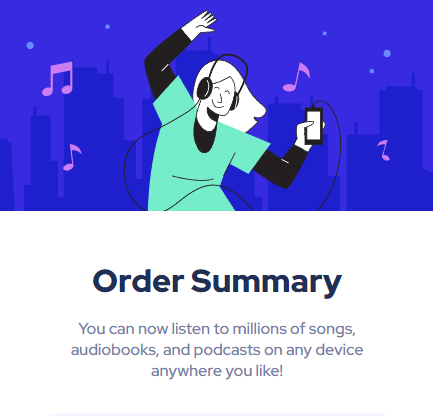 Order Summary
You can now listen to millions of songs,
audiobooks, and podcasts on any device
anywhere you like!